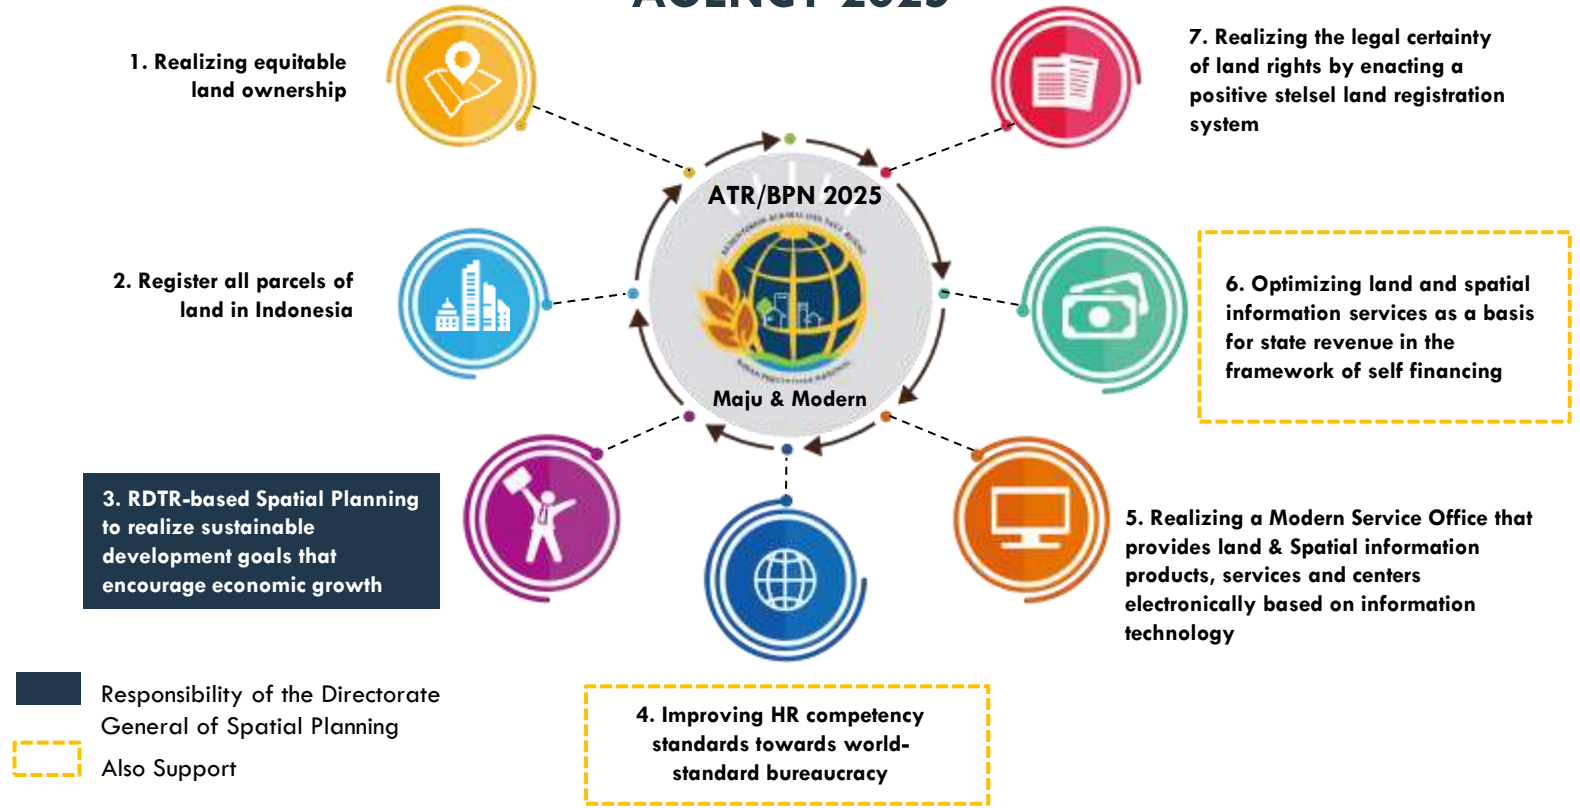 AGENCY 2025
1. Realizing equitable
land ownership
2. Register all parcels of
land in Indonesia
3. RDTR-based Spatial Planning
to realize sustainable
development goals that
encourage economic growth
Responsibility of the Directorate
General of Spatial Planning
Also Support
ATR/BPN 2025
Maju & Modern
4. Improving HR competency
standards towards world-
standard bureaucracy
7. Realizing the legal certainty
of land rights by enacting a
positive stelsel land registration
system
6. Optimizing land and spatial
information services as a basis
for state revenue in the
framework of self financing
5. Realizing a Modern Service Office that
provides land & Spatial information
products, services and centers
electronically based on information
technology